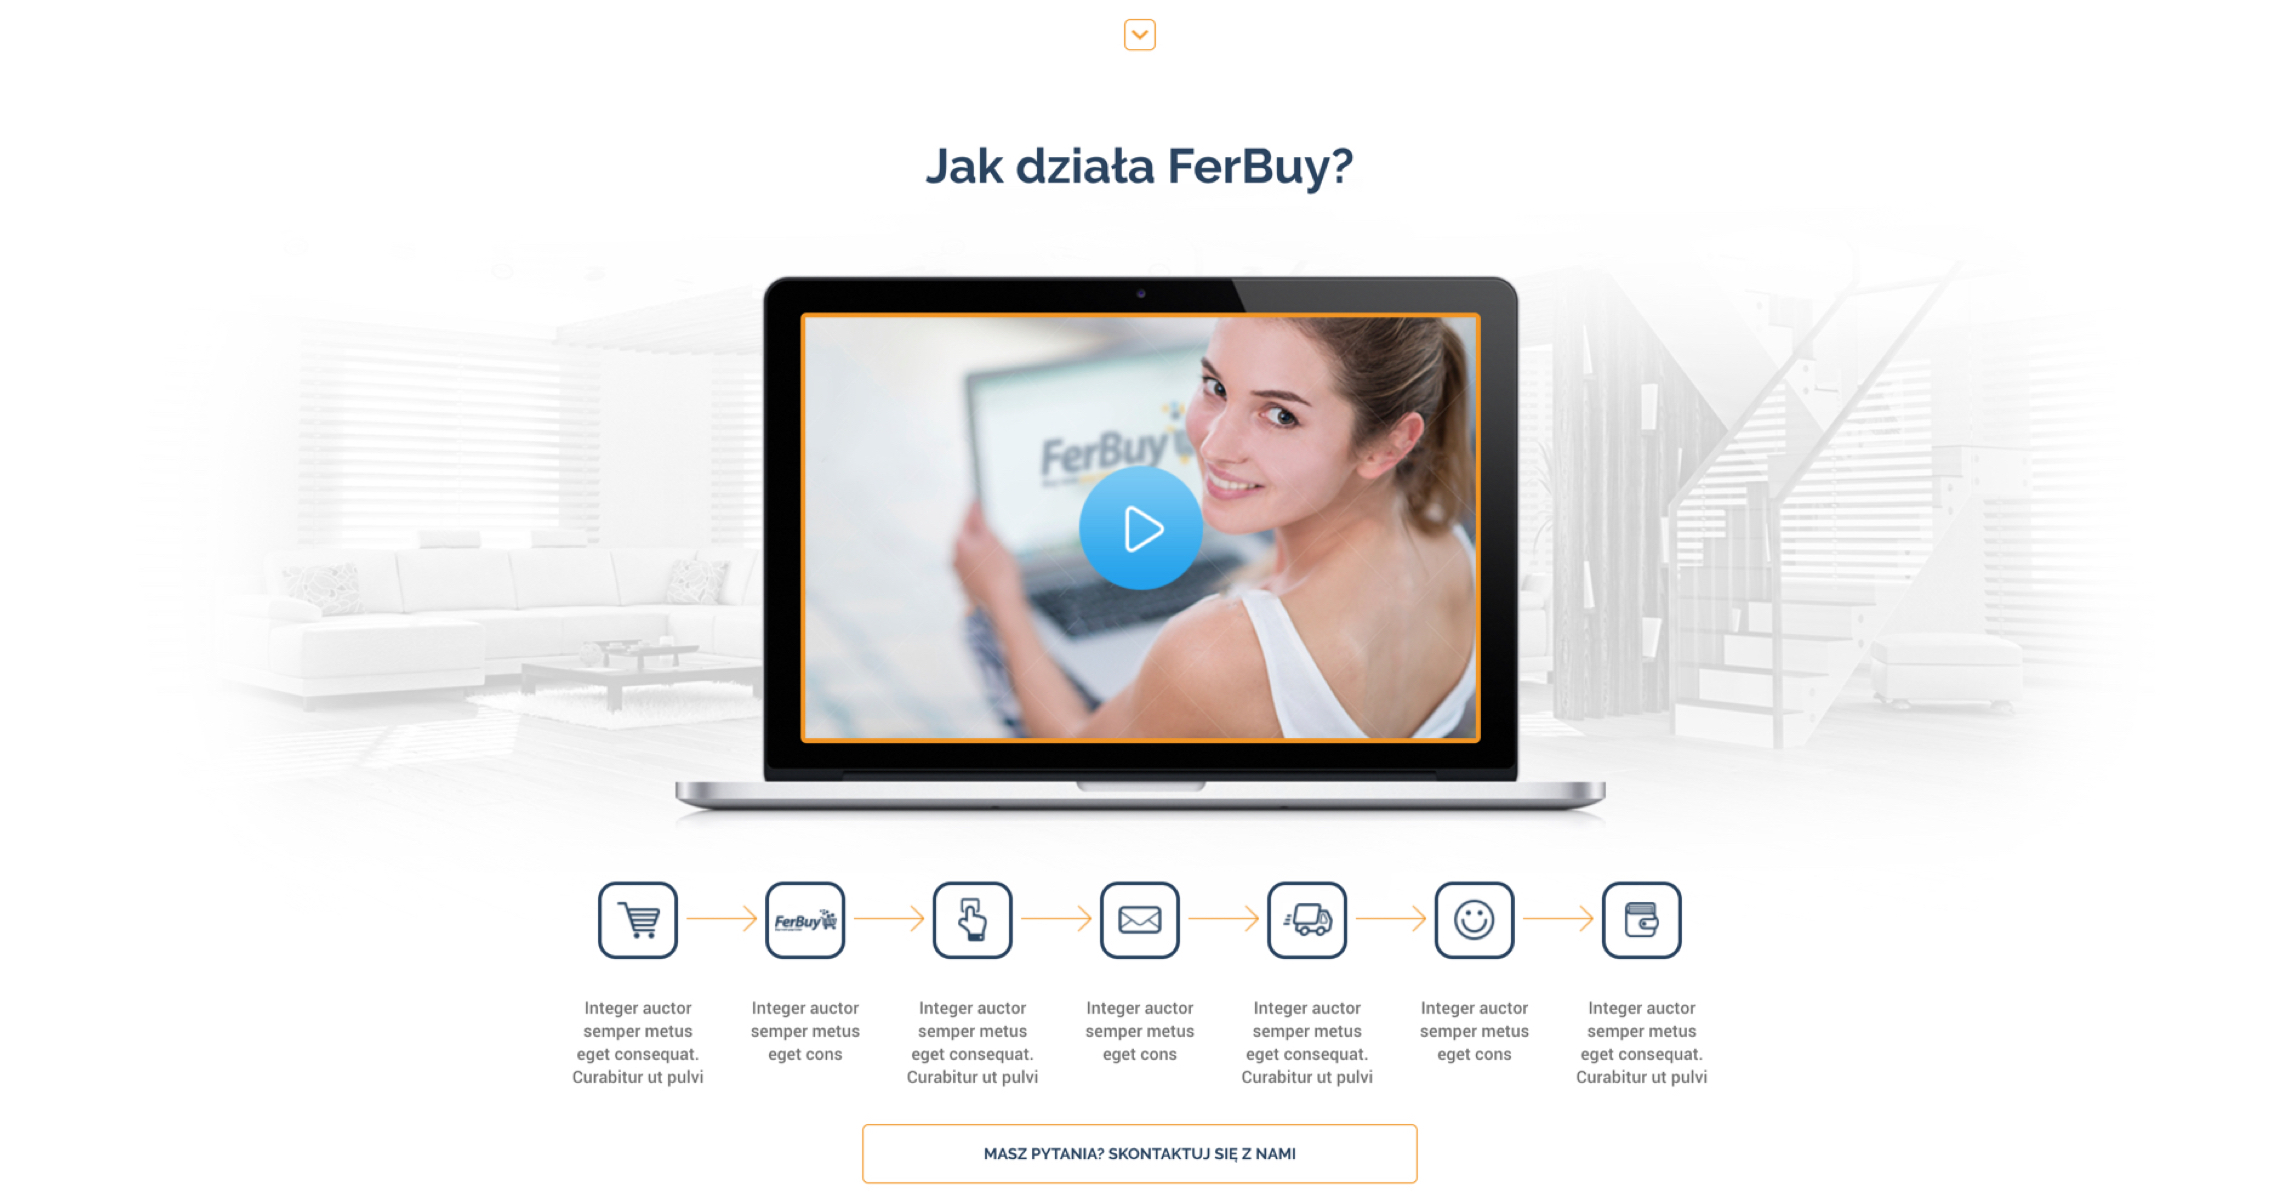 Jak działa FerBuy?
FerBuy
FerBuy
Integer auctor
semper metus
eget consequat.
Curabitur ut pulvi
Integer auctor
semper metus
eget cons
Integer auctor
semper metus
eget consequat.
Curabitur ut pulvi
Integer auctor
semper metus
eget cons
Integer auctor
semper metus
eget consequat.
Curabitur ut pulvi
Integer auctor
semper metus
eget cons
Integer auctor
semper metus
eget consequat.
Curabitur ut pulvi
MASZ PYTANIA? SKONTAKTUJ SIĘ Z NAMI